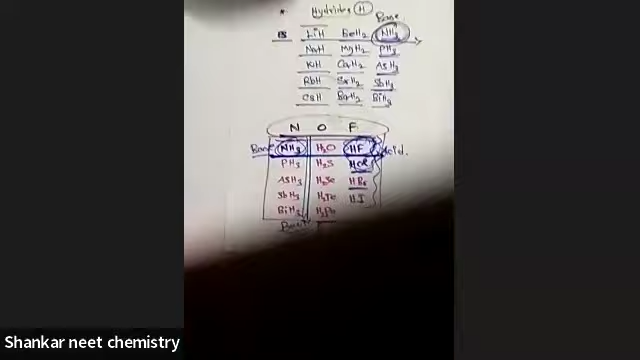 * Hydrides (H)
Base
LiH BeH₂ NH₃
NaH MgH₂ PH₃
KH CaH₂ AsH₃
RbH SrH₂ SbH₃
CsH BaH₂ BiH₃
N O F
Base NH₃ H₂O HF Acid.
PH₃ H₂S HCl
AsH₃ H₂Se HBr
SbH₃ H₂Te HI
BiH₃ H₂Po
Shankar neet chemistry